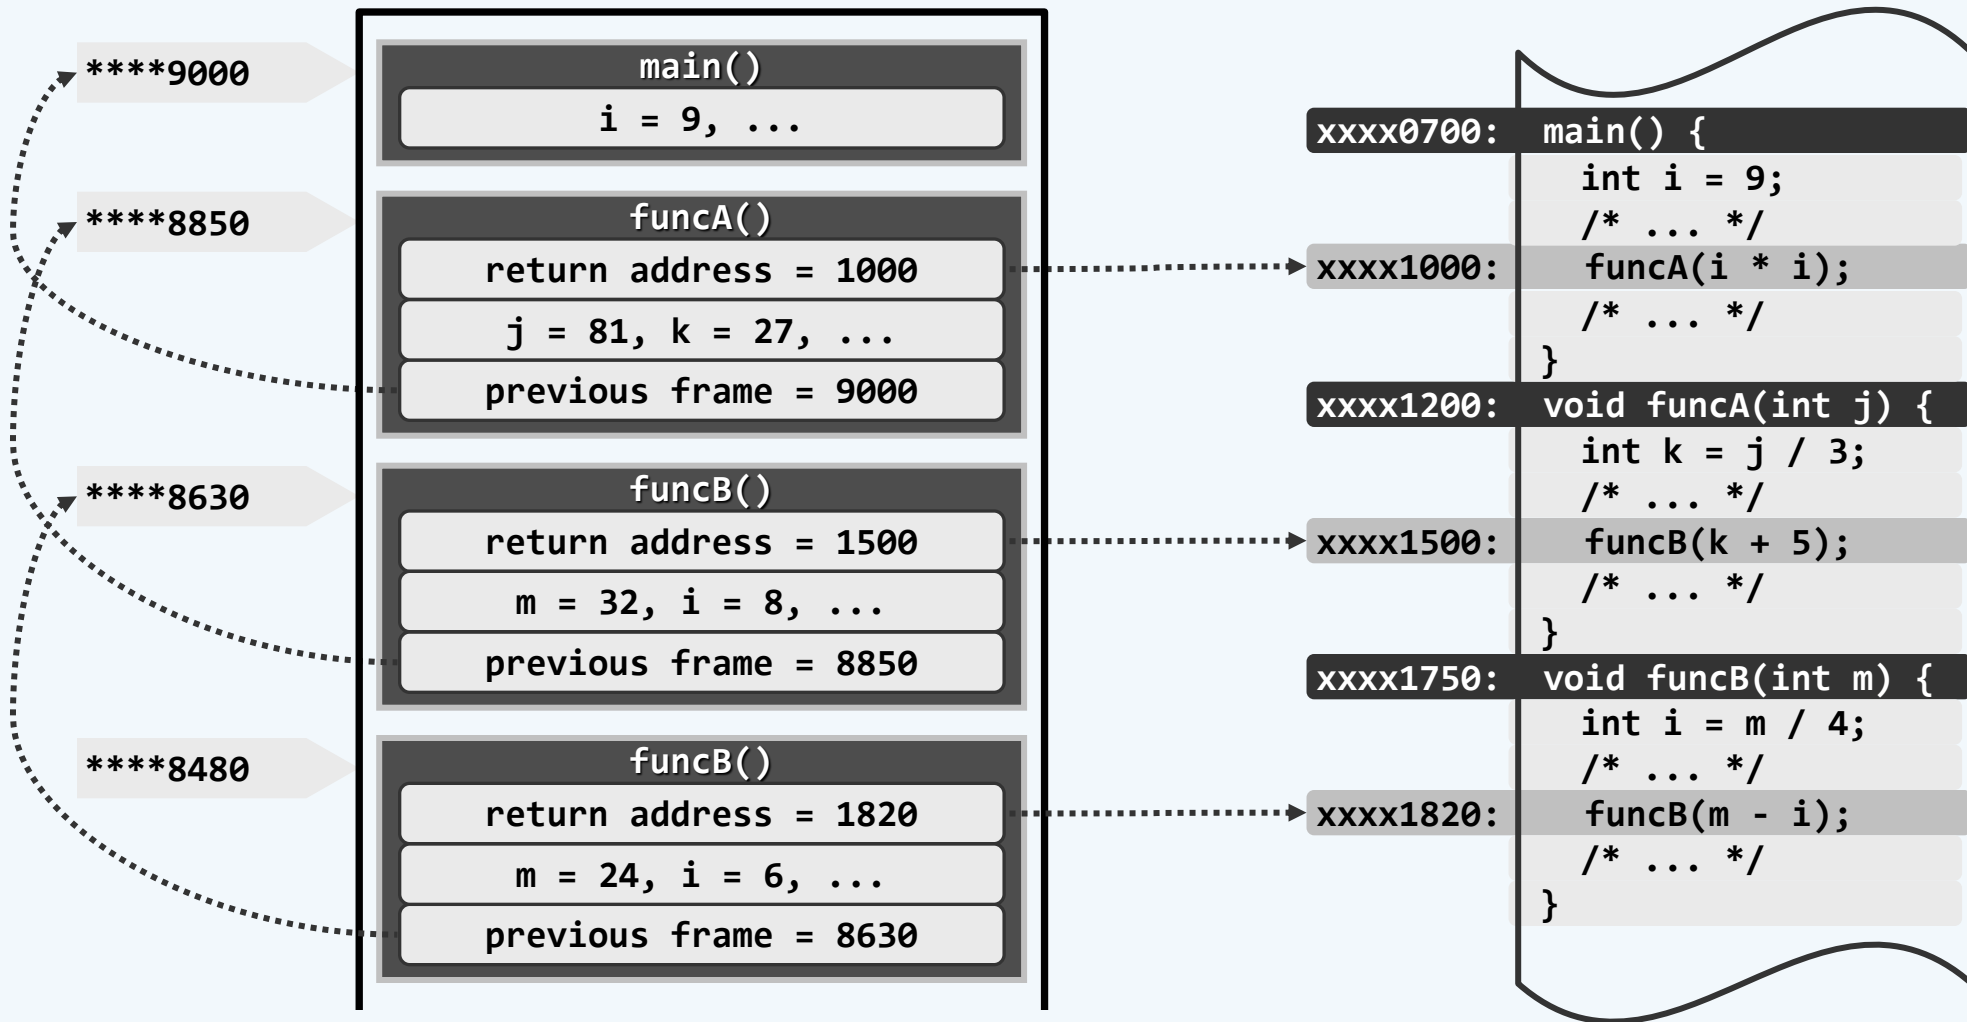 ****9000
main()
i = 9, ...
****8850
funcA()
return address = 1000
j = 81, k = 27, ...
previous frame = 9000
****8630
funcB()
return address = 1500
m = 32, i = 8, ...
previous frame = 8850
****8480
funcB()
return address = 1820
m = 24, i = 6, ...
previous frame = 8630
xxxx0700: main() {
int i = 9;
/* ... */
xxxx1000: funcA(i * i);
/* ... */
}
xxxx1200: void funcA(int j) {
int k = j / 3;
/* ... */
xxxx1500: funcB(k + 5);
/* ... */
}
xxxx1750: void funcB(int m) {
int i = m / 4;
/* ... */
xxxx1820: funcB(m - i);
/* ... */
}